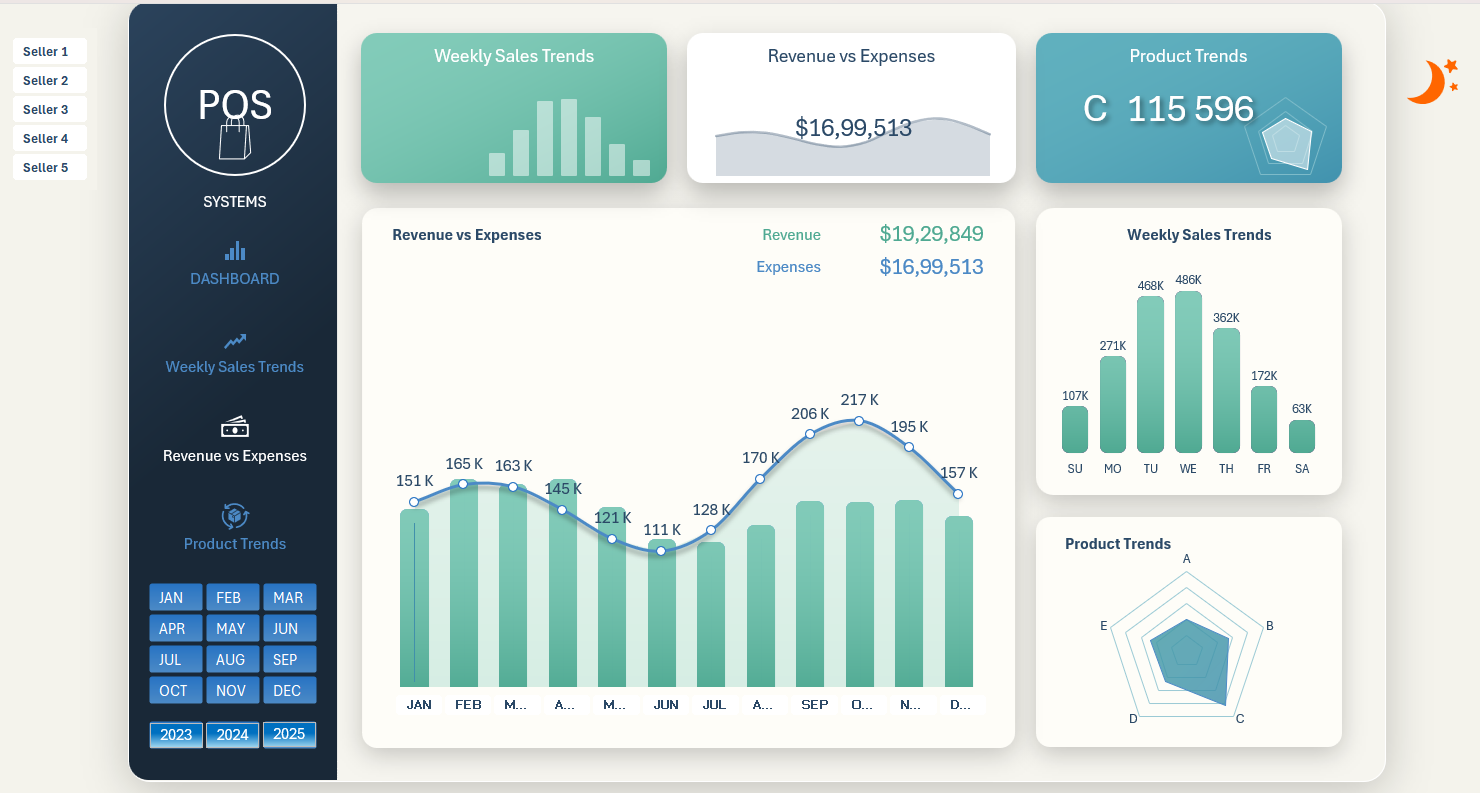 Seller 1
Seller 2
Seller 3
Seller 4
Seller 5
POS
SYSTEMS
DASHBOARD
Weekly Sales Trends
Revenue vs Expenses
Product Trends
JAN FEB MAR
APR MAY JUN
JUL AUG SEP
OCT NOV DEC
2023 2024 2025
Weekly Sales Trends
Revenue vs Expenses
$16,99,513
Product Trends
C 115 596
Revenue vs Expenses
Revenue $19,29,849
Expenses $16,99,513
151 K 165 K 163 K 145 K 121 K 111 K 128 K 170 K 206 K 217 K 195 K 157 K
JAN FEB M... A... M... JUN JUL A... SEP O... N... D...
Weekly Sales Trends
107K 271K 468K 486K 362K 172K 63K
SU MO TU WE TH FR SA
Product Trends
A
E B
D C